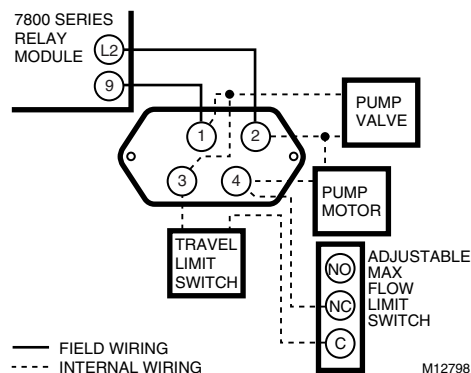 7800 SERIES
RELAY
MODULE
L2
9
1
2
3
4
PUMP
VALVE
PUMP
MOTOR
TRAVEL
LIMIT
SWITCH
NO
NC
C
ADJUSTABLE
MAX
FLOW
LIMIT
SWITCH
FIELD WIRING
INTERNAL WIRING
M12798